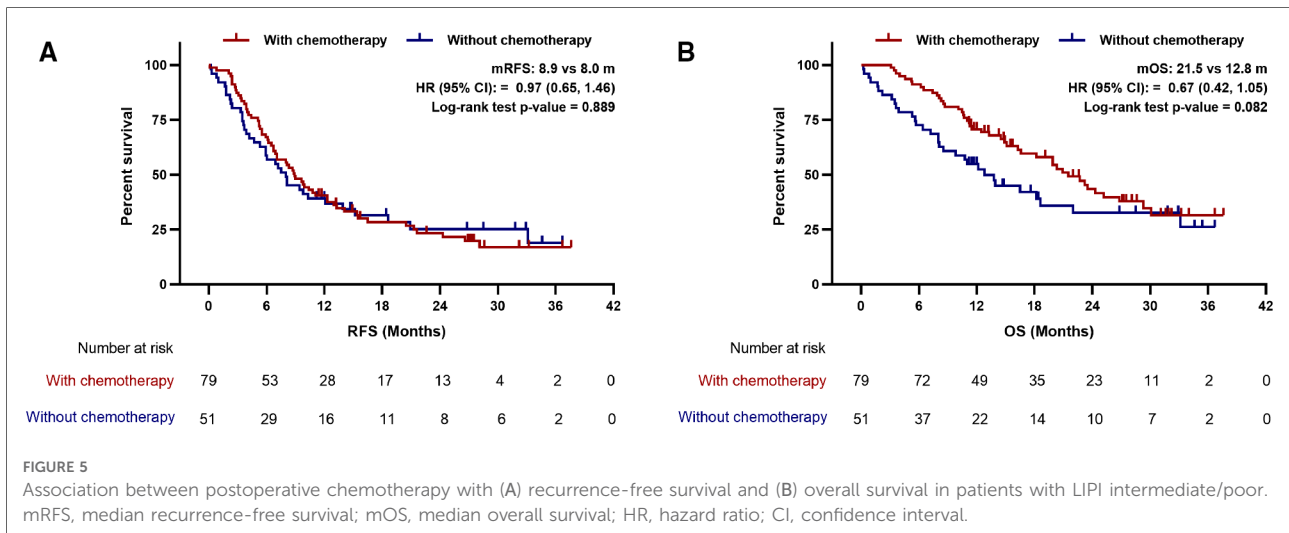 A
With chemotherapy Without chemotherapy
mRFS: 8.9 vs 8.0 m
HR (95% CI): = 0.97 (0.65, 1.46)
Log-rank test p-value = 0.889
Percent survival
100
75
50
25
0
0 6 12 18 24 30 36 42
RFS (Months)
Number at risk
With chemotherapy 79 53 28 17 13 4 2 0
Without chemotherapy 51 29 16 11 8 6 2 0
B
With chemotherapy Without chemotherapy
mOS: 21.5 vs 12.8 m
HR (95% CI): = 0.67 (0.42, 1.05)
Log-rank test p-value = 0.082
Percent survival
100
75
50
25
0
0 6 12 18 24 30 36 42
OS (Months)
Number at risk
With chemotherapy 79 72 49 35 23 11 2 0
Without chemotherapy 51 37 22 14 10 7 2 0
FIGURE 5
Association between postoperative chemotherapy with (A) recurrence-free survival and (B) overall survival in patients with LIPI intermediate/poor.
mRFS, median recurrence-free survival; mOS, median overall survival; HR, hazard ratio; CI, confidence interval.